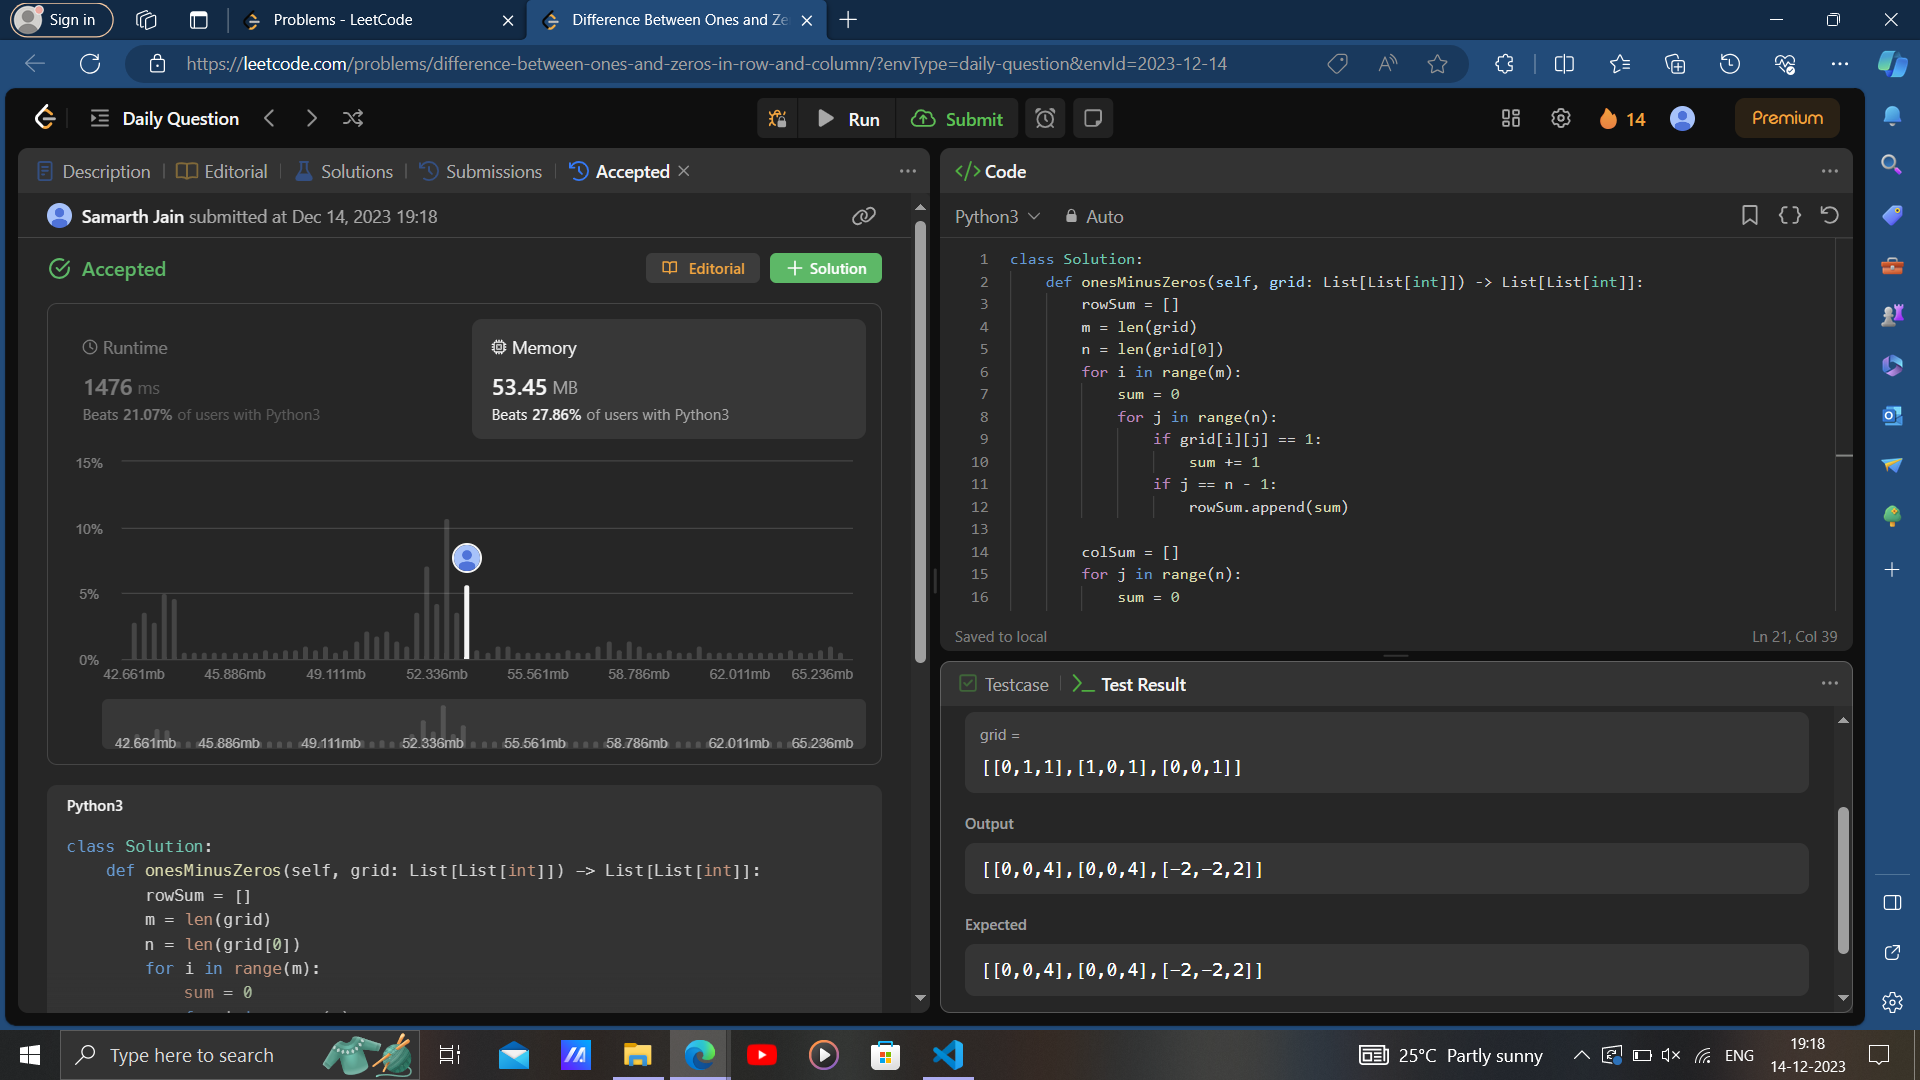 Sign in
Problems - LeetCode
Difference Between Ones and Ze
https://leetcode.com/problems/difference-between-ones-and-zeros-in-row-and-column/?envType=daily-question&envId=2023-12-14
Daily Question
Run
Submit
14
Premium
Description
Editorial
Solutions
Submissions
Accepted
Samarth Jain submitted at Dec 14, 2023 19:18
Accepted
Editorial
+ Solution
Runtime
1476 ms
Beats 21.07% of users with Python3
Memory
53.45 MB
Beats 27.86% of users with Python3
15%
10%
5%
0%
42.661mb 45.886mb 49.111mb 52.336mb 55.561mb 58.786mb 62.011mb 65.236mb
42.661mb 45.886mb 49.111mb 52.336mb 55.561mb 58.786mb 62.011mb 65.236mb
Python3
class Solution:
def onesMinusZeros(self, grid: List[List[int]]) -> List[List[int]]:
rowSum = []
m = len(grid)
n = len(grid[0])
for i in range(m):
sum = 0
</> Code
Python3
Auto
1 class Solution:
2 def onesMinusZeros(self, grid: List[List[int]]) -> List[List[int]]:
3 rowSum = []
4 m = len(grid)
5 n = len(grid[0])
6 for i in range(m):
7 sum = 0
8 for j in range(n):
9 if grid[i][j] == 1:
10 sum += 1
11 if j == n - 1:
12 rowSum.append(sum)
13
14 colSum = []
15 for j in range(n):
16 sum = 0
Saved to local
Ln 21, Col 39
Testcase
Test Result
grid =
[[0,1,1],[1,0,1],[0,0,1]]
Output
[[0,0,4],[0,0,4],[-2,-2,2]]
Expected
[[0,0,4],[0,0,4],[-2,-2,2]]
Type here to search
25°C Partly sunny
ENG
19:18
14-12-2023